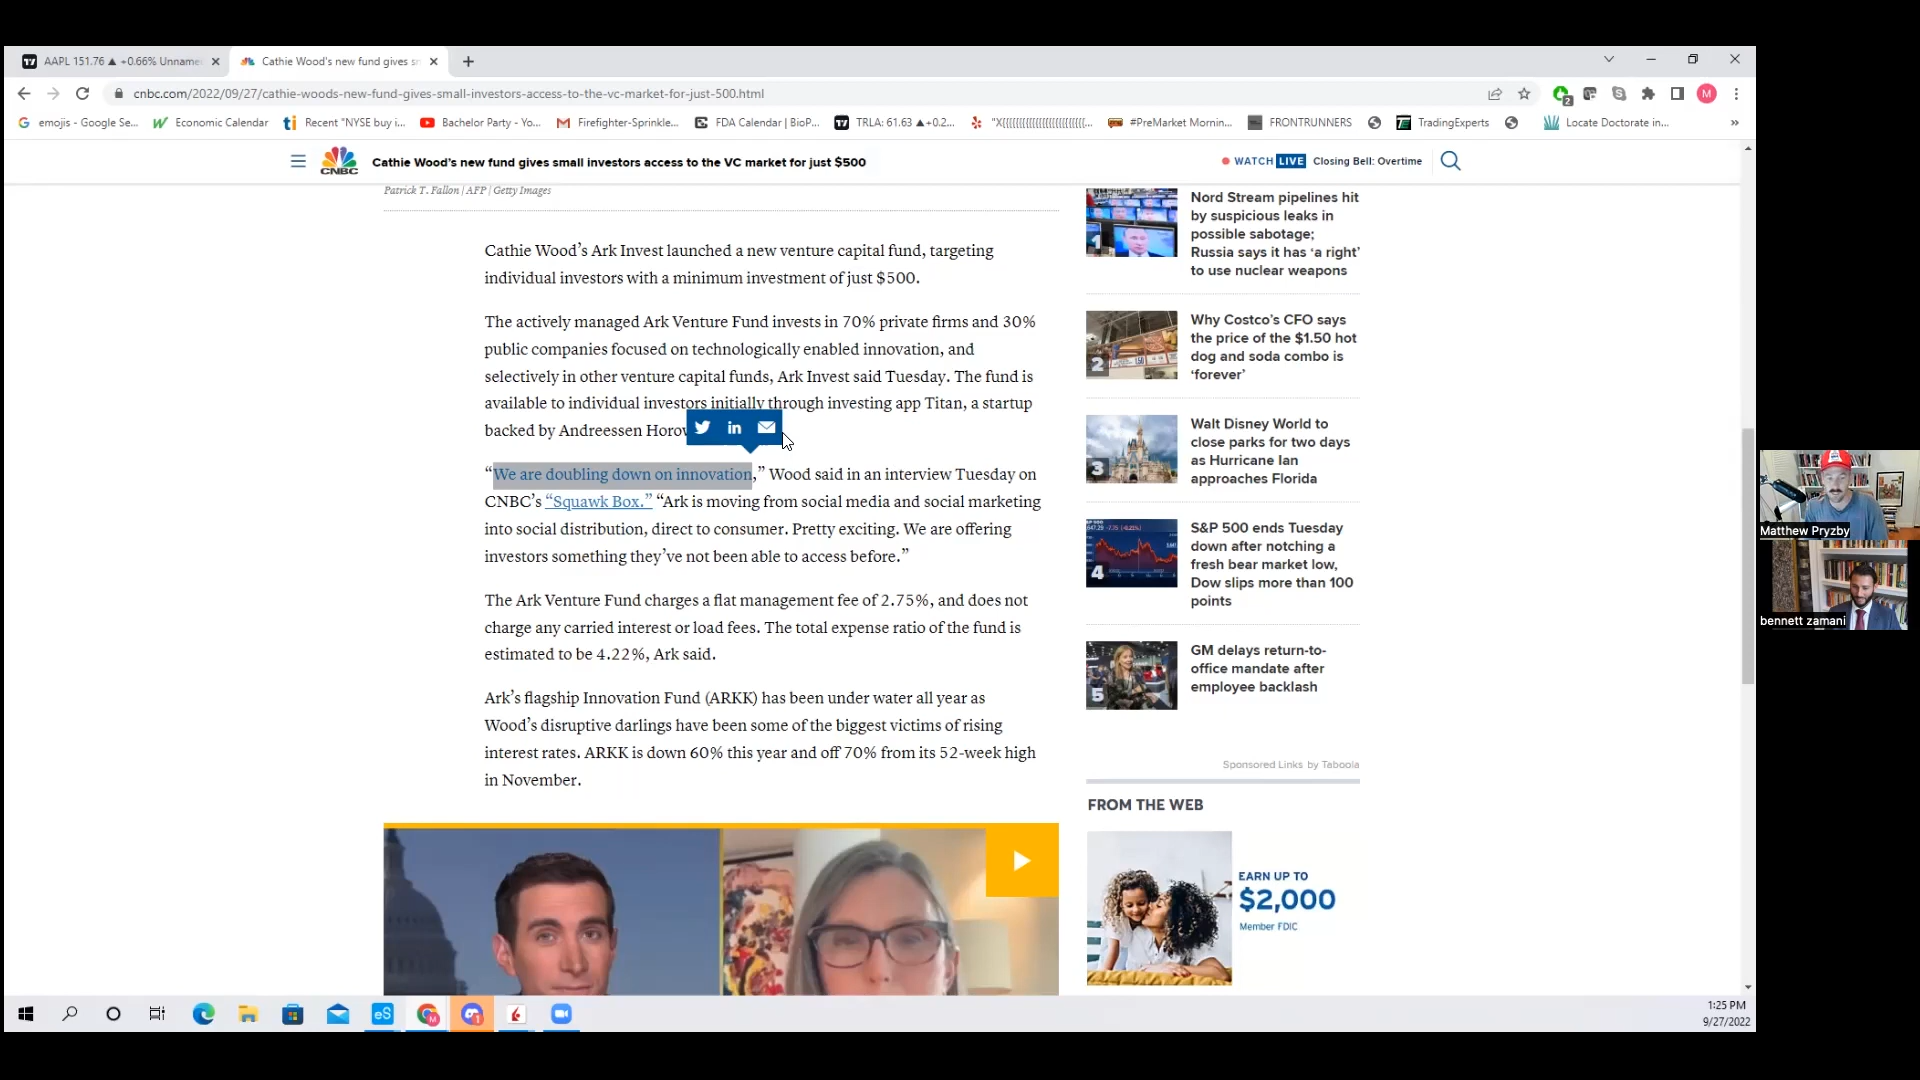 AAPL 151.76 ▲ +0.66% Unname
Cathie Wood's new fund gives s
cnbc.com/2022/09/27/cathie-woods-new-fund-gives-small-investors-access-to-the-vc-market-for-just-500.html
2
M
emojis - Google Se...
Economic Calendar
Recent "NYSE buy i...
Bachelor Party - Yo...
Firefighter-Sprinkle...
FDA Calendar | BioP...
TRLA: 61.63 ▲+0.2...
#PreMarket Mornin...
FRONTRUNNERS
TradingExperts
Locate Doctorate in...
»
CNBC
Cathie Wood's new fund gives small investors access to the VC market for just $500
WATCH LIVE Closing Bell: Overtime
Patrick T. Fallon | AFP | Getty Images
Cathie Wood’s Ark Invest launched a new venture capital fund, targeting
individual investors with a minimum investment of just $500.
The actively managed Ark Venture Fund invests in 70% private firms and 30%
public companies focused on technologically enabled innovation, and
selectively in other venture capital funds, Ark Invest said Tuesday. The fund is
available to individual investors initially through investing app Titan, a startup
backed by Andreessen Horow
in
“We are doubling down on innovation,” Wood said in an interview Tuesday on
CNBC’s “Squawk Box.” “Ark is moving from social media and social marketing
into social distribution, direct to consumer. Pretty exciting. We are offering
investors something they’ve not been able to access before.”
The Ark Venture Fund charges a flat management fee of 2.75%, and does not
charge any carried interest or load fees. The total expense ratio of the fund is
estimated to be 4.22%, Ark said.
Ark’s flagship Innovation Fund (ARKK) has been under water all year as
Wood’s disruptive darlings have been some of the biggest victims of rising
interest rates. ARKK is down 60% this year and off 70% from its 52-week high
in November.
1
Nord Stream pipelines hit
by suspicious leaks in
possible sabotage;
Russia says it has ‘a right’
to use nuclear weapons
2
Why Costco’s CFO says
the price of the $1.50 hot
dog and soda combo is
‘forever’
3
Walt Disney World to
close parks for two days
as Hurricane Ian
approaches Florida
4
S&P 500 ends Tuesday
down after notching a
fresh bear market low,
Dow slips more than 100
points
5
GM delays return-to-
office mandate after
employee backlash
Sponsored Links by Taboola
FROM THE WEB
EARN UP TO
$2,000
Member FDIC
Matthew Pryzby
bennett zamani
eS
1:25 PM
9/27/2022